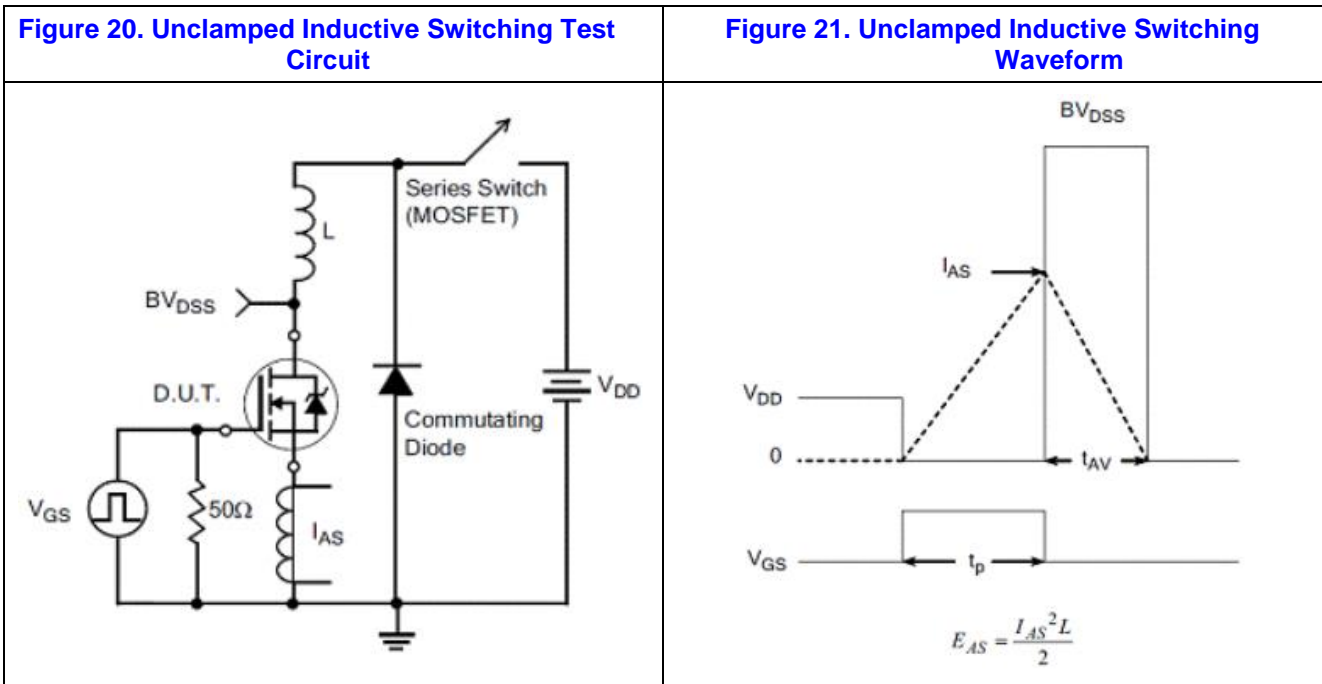 Figure 20. Unclamped Inductive Switching Test
Circuit
Figure 21. Unclamped Inductive Switching
Waveform
Series Switch
(MOSFET)
L
BVDSS
D.U.T.
VDD
Commutating
Diode
VGS
50Ω
IAS
BVDSS
IAS
VDD
0
tAV
VGS
tp
EAS = IAS²L
2